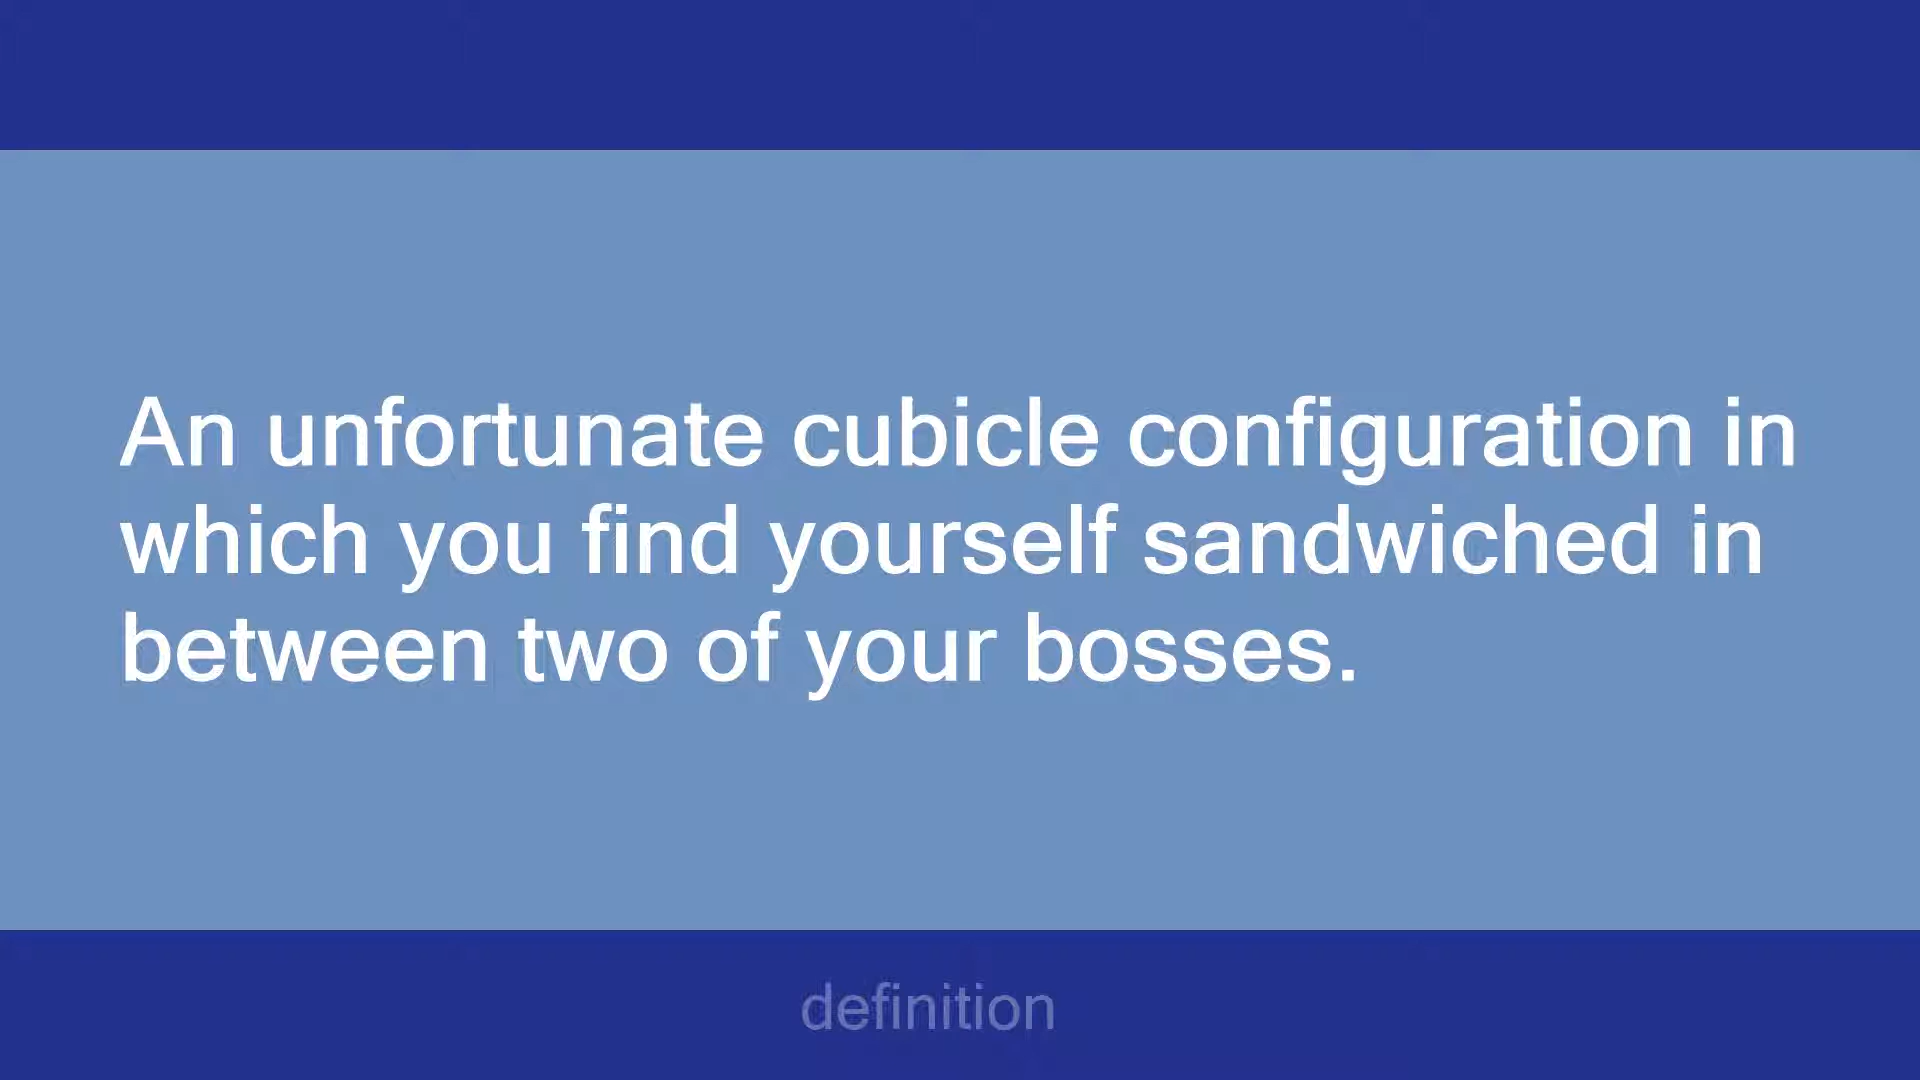 An unfortunate cubicle configuration in
which you find yourself sandwiched in
between two of your bosses.
definition